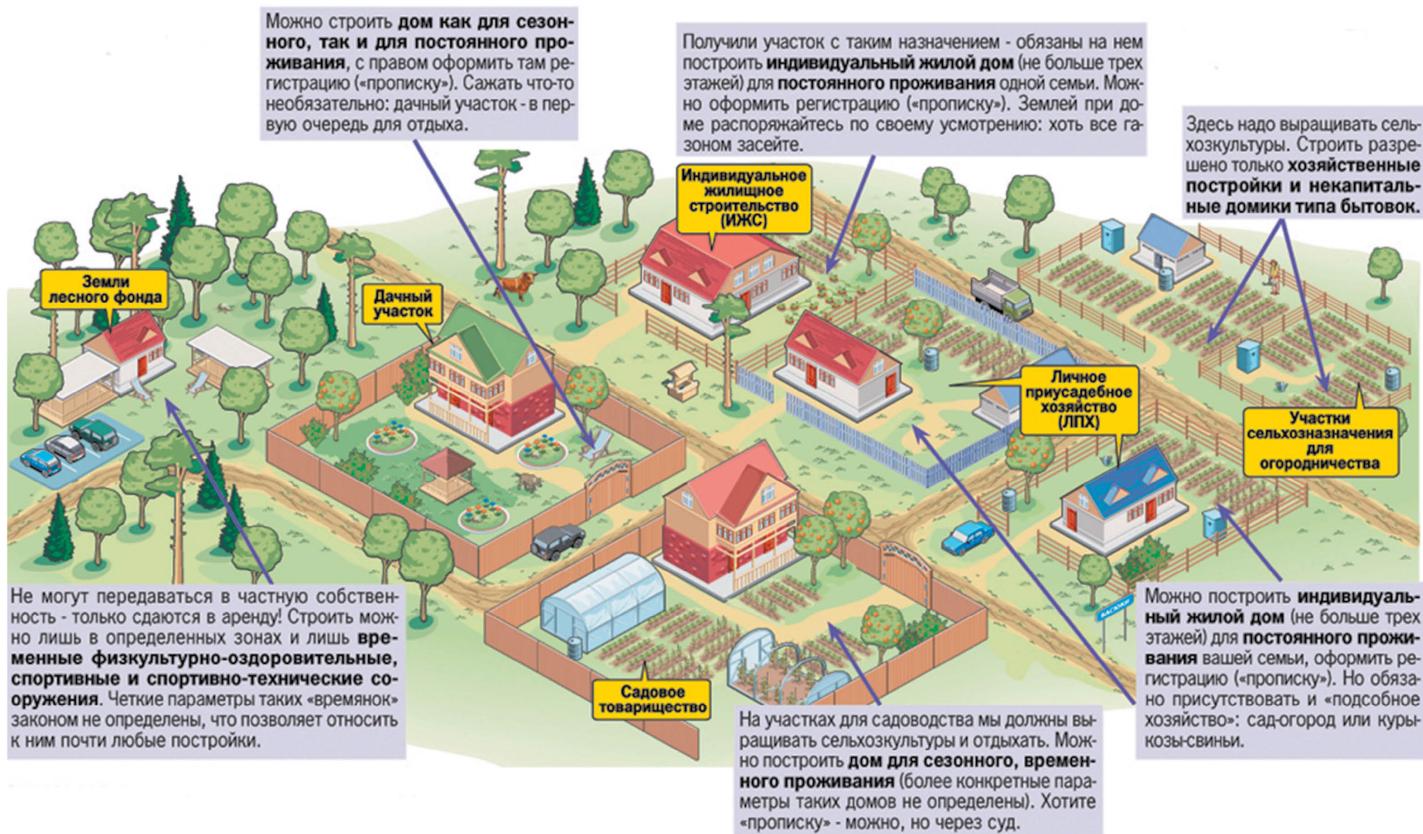 Можно строить дом как для сезон-
ного, так и для постоянного про-
живания, с правом оформить там ре-
гистрацию («прописку»). Сажать что-то
необязательно: дачный участок - в пер-
вую очередь для отдыха.
Получили участок с таким назначением - обязаны на нем
построить индивидуальный жилой дом (не больше трех
этажей) для постоянного проживания одной семьи. Мож-
но оформить регистрацию («прописку»). Землей при до-
ме распоряжайтесь по своему усмотрению: хоть все га-
зоном засейте.
Здесь надо выращивать сель-
хозкультуры. Строить разре-
шено только хозяйственные
постройки и некапиталь-
ные домики типа бытовок.
Индивидуальное
жилищное
строительство
(ИЖС)
Земли
лесного фонда
Дачный
участок
Личное
приусадебное
хозяйство
(ЛПХ)
Участки
сельхозназначения
для
огородничества
Садовое
товарищество
ВАСЮКИ
Не могут передаваться в частную собствен-
ность - только сдаются в аренду! Строить мож-
но лишь в определенных зонах и лишь вре-
менные физкультурно-оздоровительные,
спортивные и спортивно-технические со-
оружения. Четкие параметры таких «времянок»
законом не определены, что позволяет относить
к ним почти любые постройки.
На участках для садоводства мы должны вы-
ращивать сельхозкультуры и отдыхать. Мож-
но построить дом для сезонного, времен-
ного проживания (более конкретные пара-
метры таких домов не определены). Хотите
«прописку» - можно, но через суд.
Можно построить индивидуаль-
ный жилой дом (не больше трех
этажей) для постоянного прожи-
вания вашей семьи, оформить ре-
гистрацию («прописку»). Но обяза-
но присутствовать и «подсобное
хозяйство»: сад-огород или куры-
козы-свиньи.